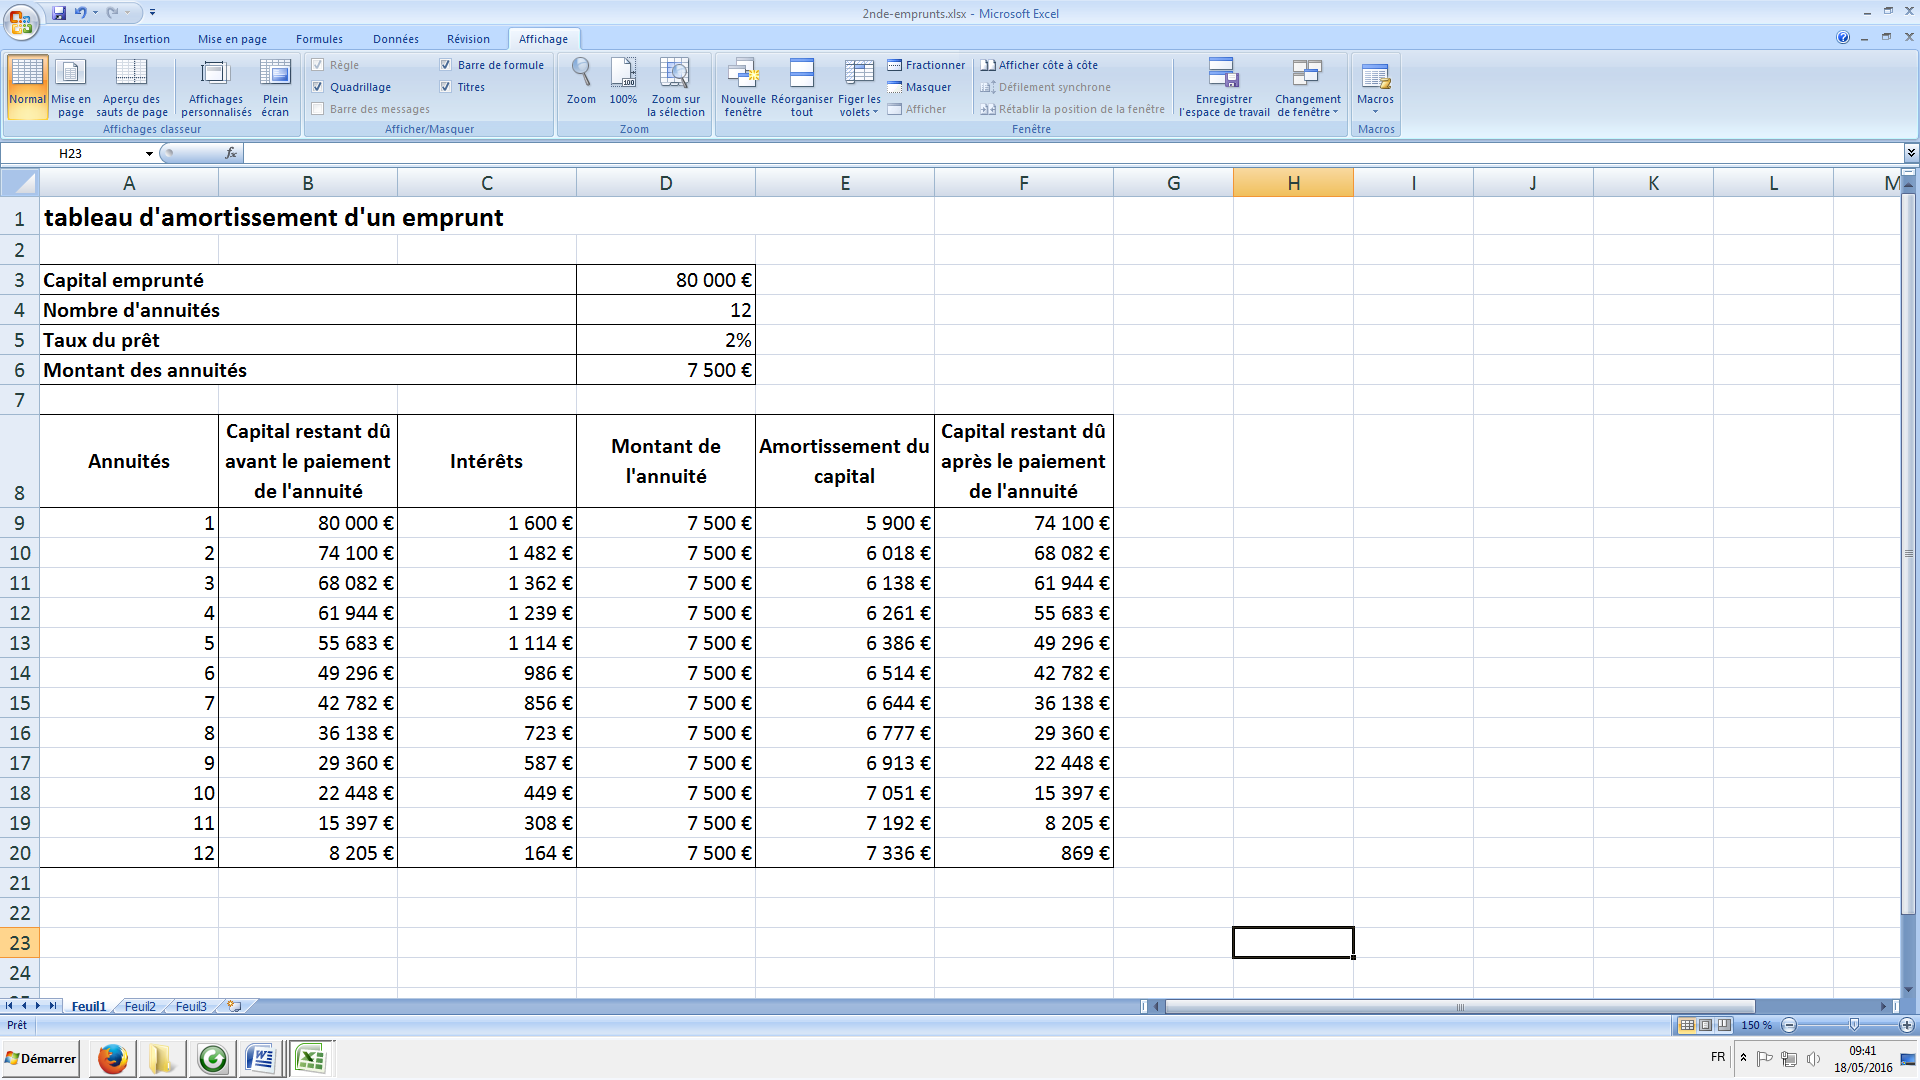 2nde-emprunts.xlsx - Microsoft Excel
Accueil Insertion Mise en page Formules Données Révision Affichage
Normal
Mise en page
Aperçu des sauts de page
Affichages personnalisés
Plein écran
Affichages classeur
Règle
Quadrillage
Barre des messages
Barre de formule
Titres
Afficher/Masquer
Zoom
100%
Zoom sur la sélection
Zoom
Nouvelle fenêtre
Réorganiser tout
Figer les volets
Fractionner
Masquer
Afficher
Afficher côte à côte
Défilement synchrone
Rétablir la position de la fenêtre
Enregistrer l'espace de travail
Changement de fenêtre
Fenêtre
Macros
Macros
H23 fx
A B C D E F G H I J K L M
1 tableau d'amortissement d'un emprunt
2
3 Capital emprunté 80 000 €
4 Nombre d'annuités 12
5 Taux du prêt 2%
6 Montant des annuités 7 500 €
7
8 Annuités Capital restant dû avant le paiement de l'annuité Intérêts Montant de l'annuité Amortissement du capital Capital restant dû après le paiement de l'annuité
9 1 80 000 € 1 600 € 7 500 € 5 900 € 74 100 €
10 2 74 100 € 1 482 € 7 500 € 6 018 € 68 082 €
11 3 68 082 € 1 362 € 7 500 € 6 138 € 61 944 €
12 4 61 944 € 1 239 € 7 500 € 6 261 € 55 683 €
13 5 55 683 € 1 114 € 7 500 € 6 386 € 49 296 €
14 6 49 296 € 986 € 7 500 € 6 514 € 42 782 €
15 7 42 782 € 856 € 7 500 € 6 644 € 36 138 €
16 8 36 138 € 723 € 7 500 € 6 777 € 29 360 €
17 9 29 360 € 587 € 7 500 € 6 913 € 22 448 €
18 10 22 448 € 449 € 7 500 € 7 051 € 15 397 €
19 11 15 397 € 308 € 7 500 € 7 192 € 8 205 €
20 12 8 205 € 164 € 7 500 € 7 336 € 869 €
21
22
23
24
Feuil1 Feuil2 Feuil3
Prêt 150 %
Démarrer FR 09:41
18/05/2016